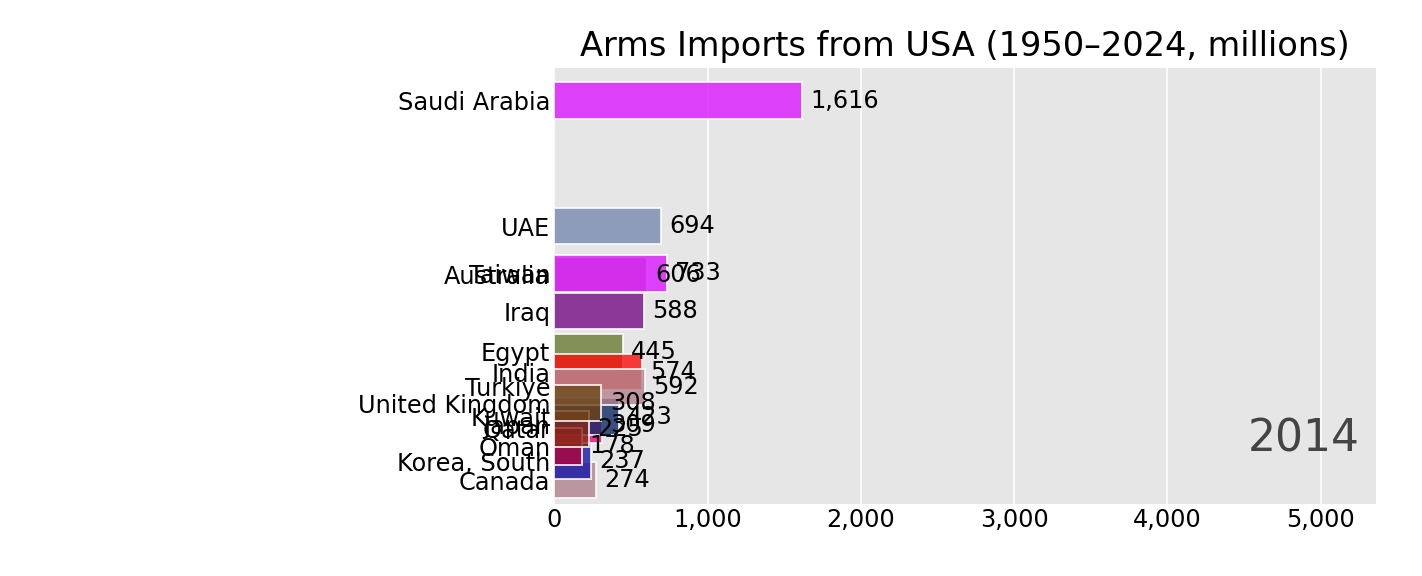 Arms Imports from USA (1950–2024, millions)
Saudi Arabia 1,616
UAE 694
Taiwan 733
Australia 606
Iraq 588
Egypt 445
India 574
Turkiye 592
United Kingdom 308
Kuwait
Japan
Qatar
Oman 178
Korea, South 237
Canada 274
2014
0 1,000 2,000 3,000 4,000 5,000